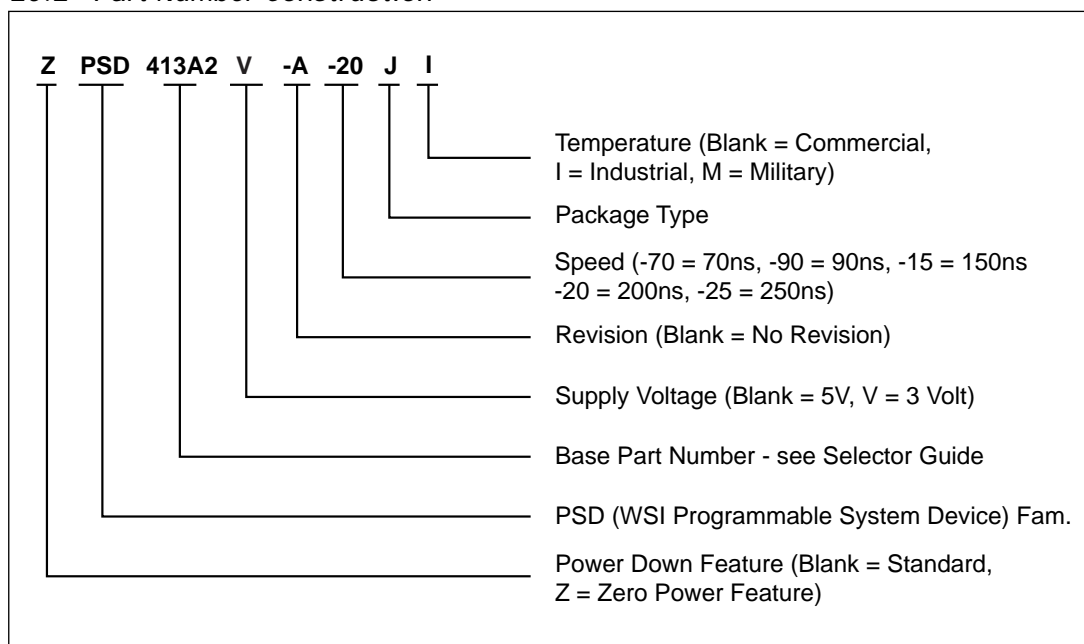 Z PSD 413A2 V -A -20 J I
Temperature (Blank = Commercial,
I = Industrial, M = Military)
Package Type
Speed (-70 = 70ns, -90 = 90ns, -15 = 150ns
-20 = 200ns, -25 = 250ns)
Revision (Blank = No Revision)
Supply Voltage (Blank = 5V, V = 3 Volt)
Base Part Number - see Selector Guide
PSD (WSI Programmable System Device) Fam.
Power Down Feature (Blank = Standard,
Z = Zero Power Feature)